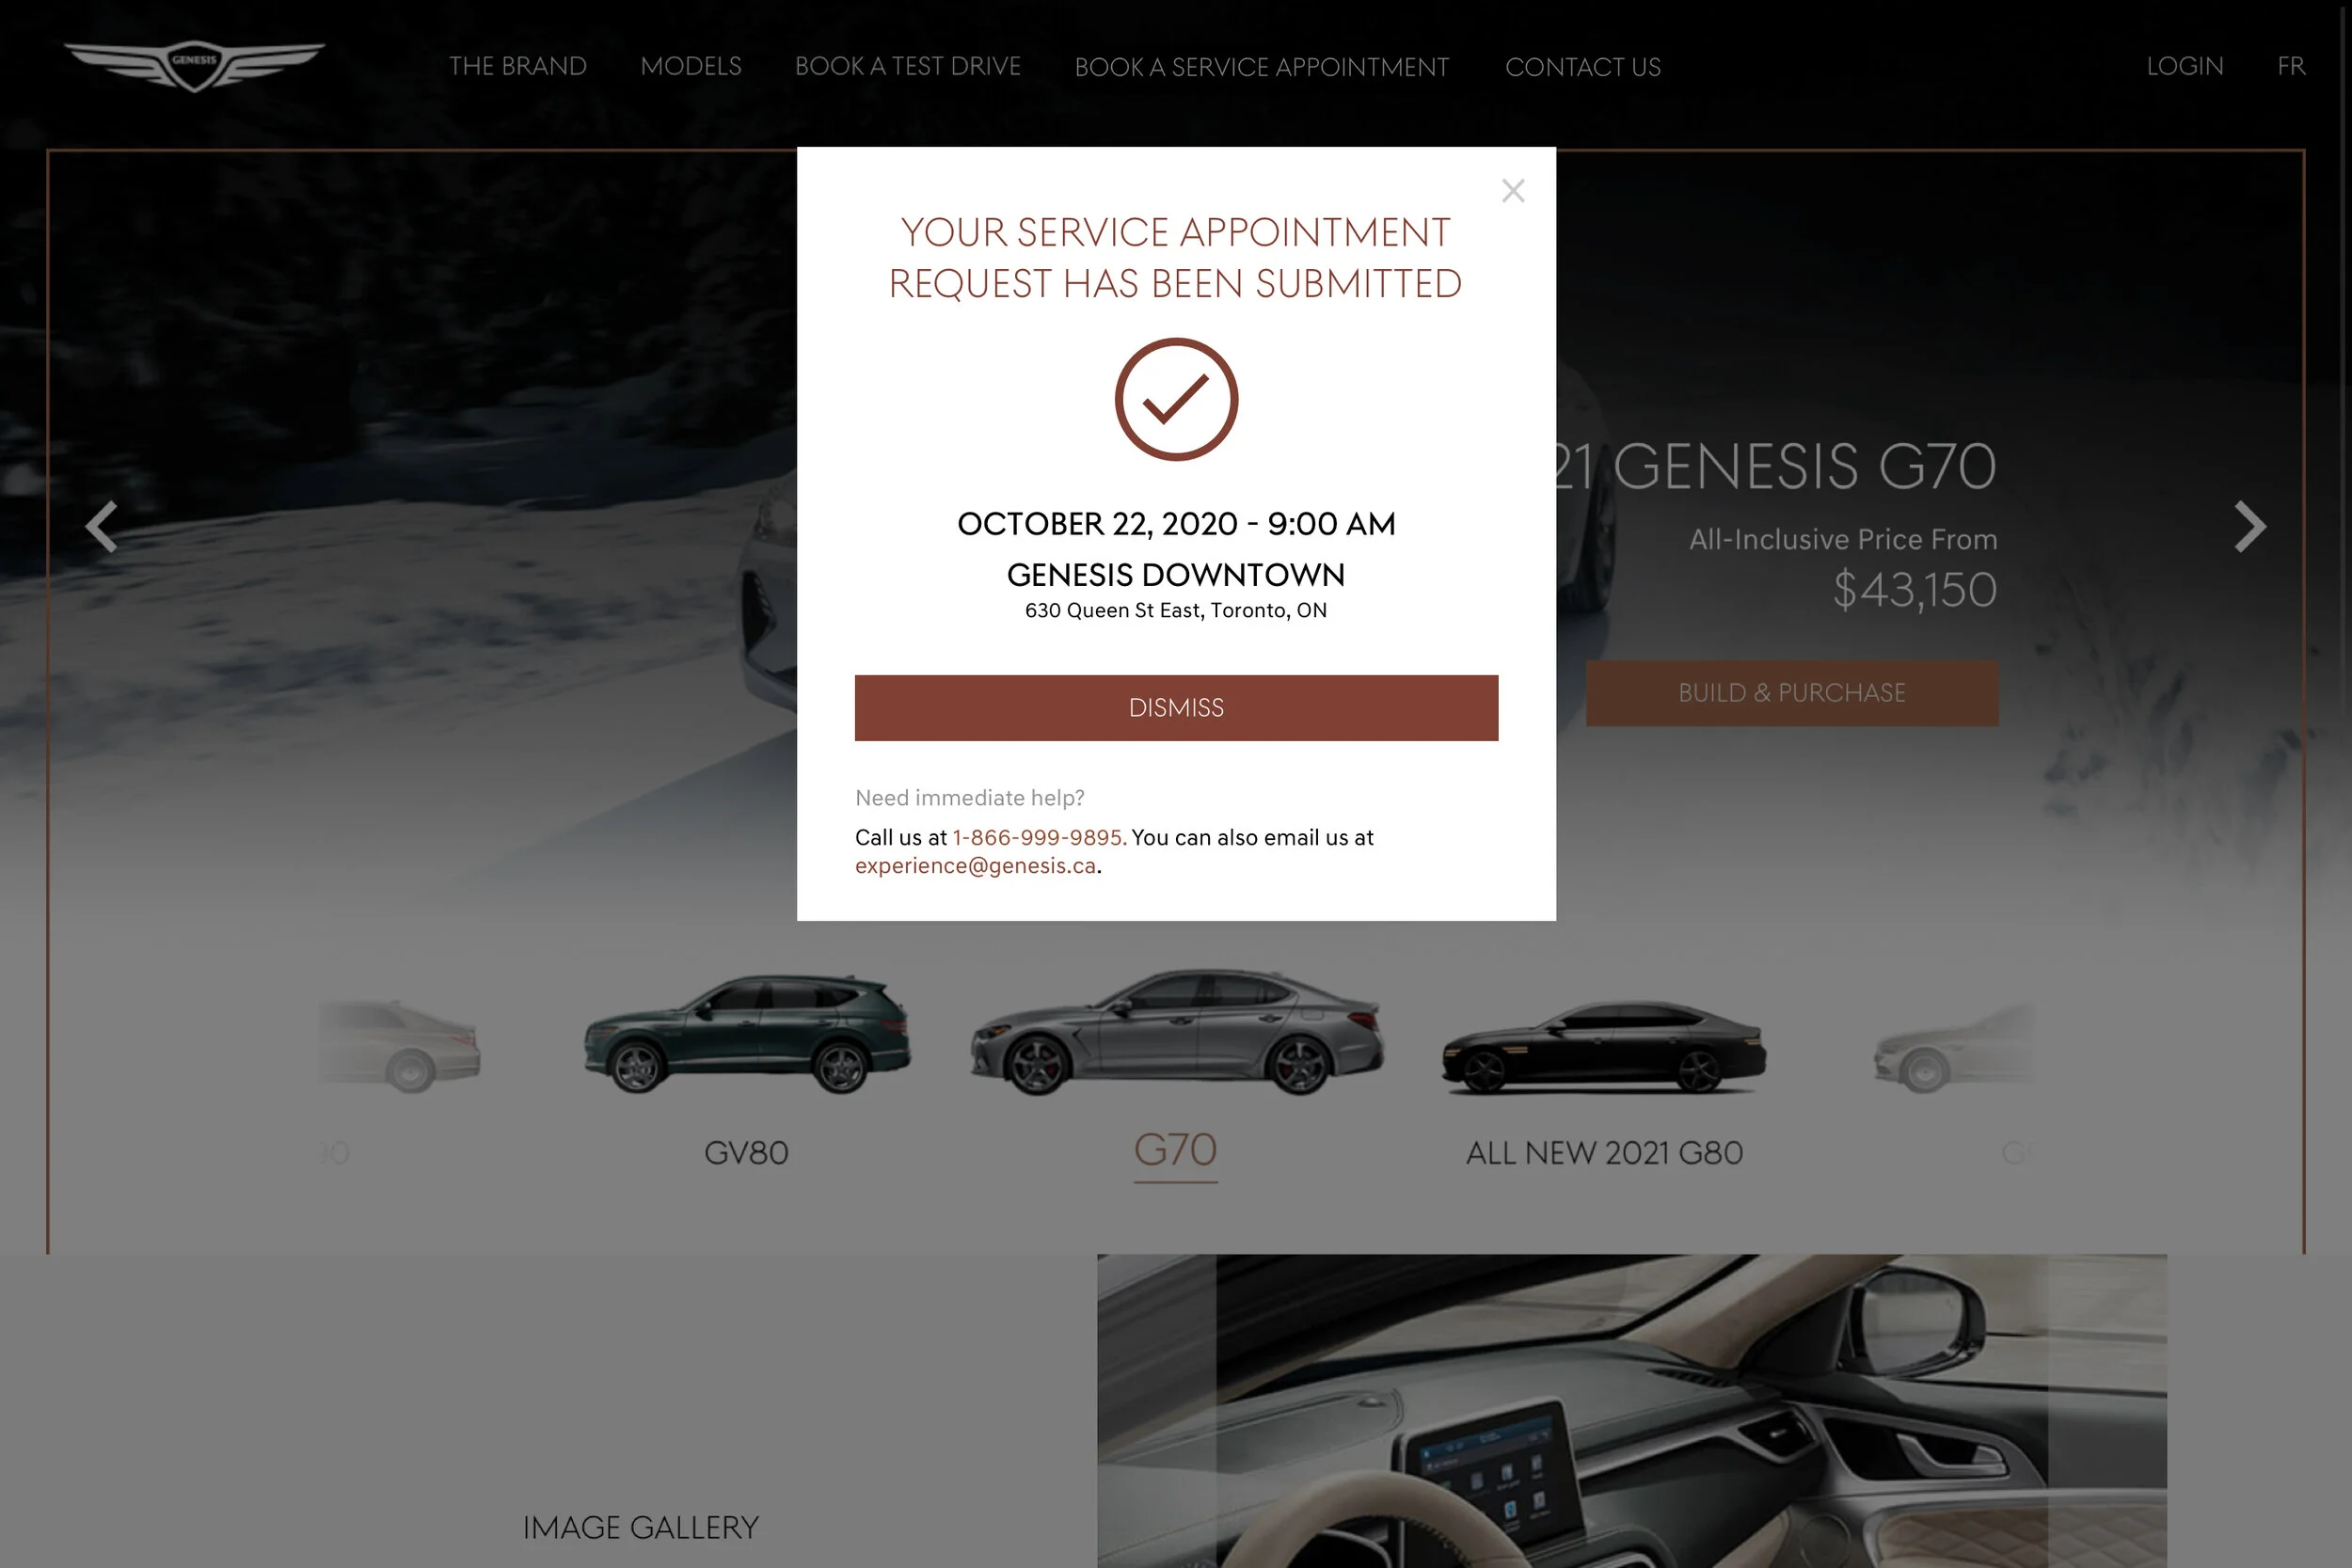 GENESIS
THE BRAND
MODELS
BOOK A TEST DRIVE
BOOK A SERVICE APPOINTMENT
CONTACT US
LOGIN
FR
YOUR SERVICE APPOINTMENT
REQUEST HAS BEEN SUBMITTED
OCTOBER 22, 2020 - 9:00 AM
GENESIS DOWNTOWN
630 Queen St East, Toronto, ON
DISMISS
Need immediate help?
Call us at 1-866-999-9895. You can also email us at
experience@genesis.ca.
21 GENESIS G70
All-Inclusive Price From
$43,150
BUILD & PURCHASE
GV80
G70
ALL NEW 2021 G80
IMAGE GALLERY